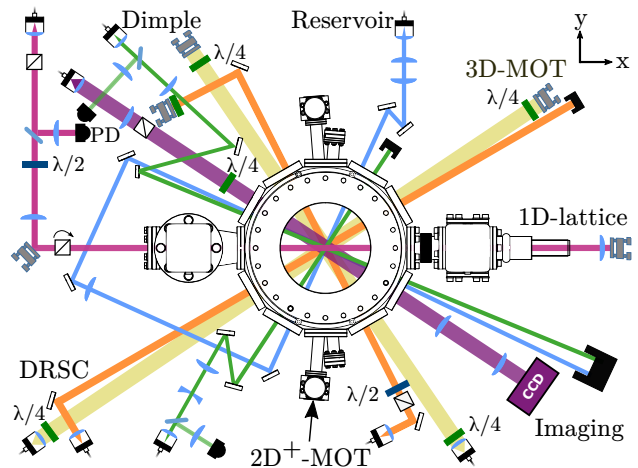 Dimple
Reservoir
y
x
λ/4
3D-MOT
λ/4
PD
λ/2
λ/4
1D-lattice
DRSC
λ/4
λ/2
CCD
λ/4
Imaging
2D⁺-MOT